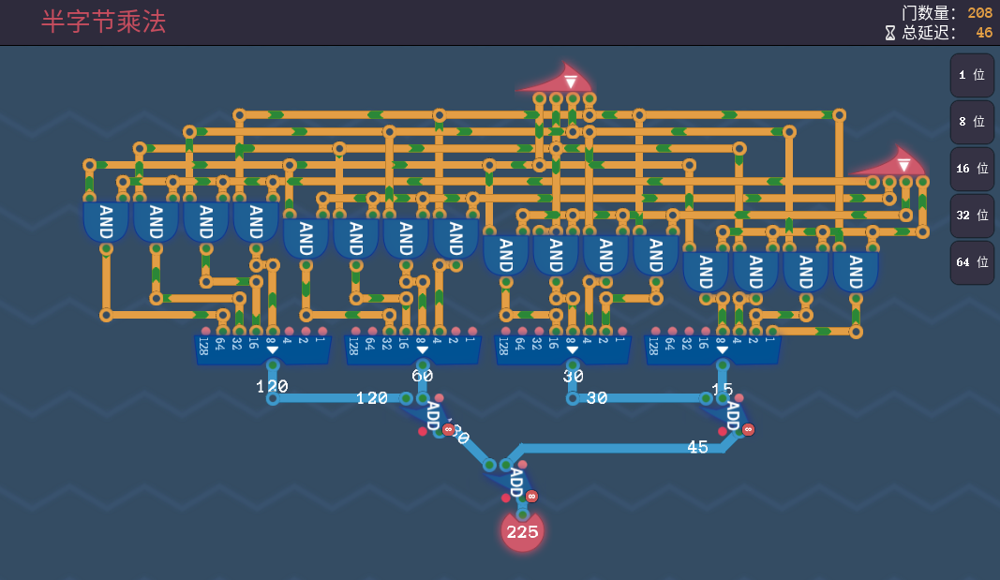 半字节乘法
门数量: 208
总延迟: 46
1 位
8 位
16 位
32 位
64 位
AND AND AND AND
AND AND AND AND
AND AND AND AND
AND AND AND AND
128 64 32 16 8 4 2 1
128 64 32 16 8 4 2 1
128 64 32 16 8 4 2 1
128 64 32 16 8 4 2 1
120 60 30 15
120 30
ADD 8 ADD 8
45
ADD 8
225